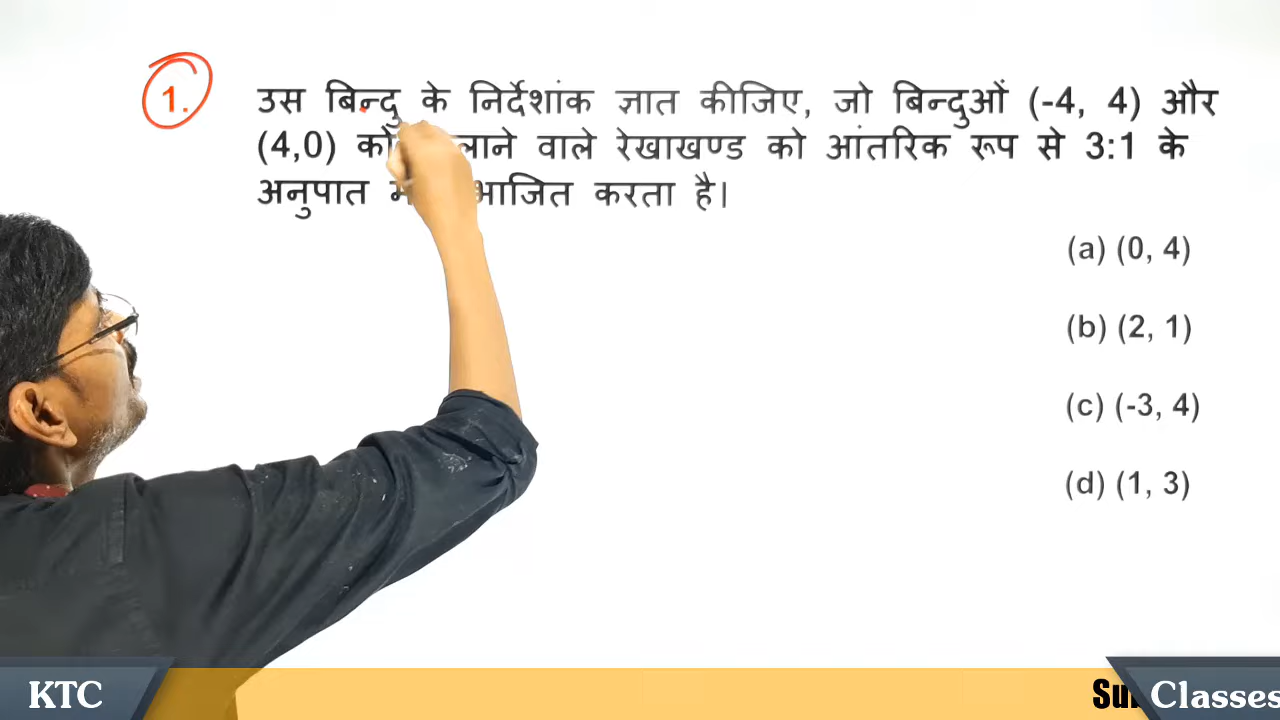 1.
उस बिन्दु के निर्देशांक ज्ञात कीजिए, जो बिन्दुओं (-4, 4) और
(4,0) को लाने वाले रेखाखण्ड को आंतरिक रूप से 3:1 के
अनुपात करता है।
(a) (0, 4)
(b) (2, 1)
(c) (-3, 4)
(d) (1, 3)
KTC
Classes